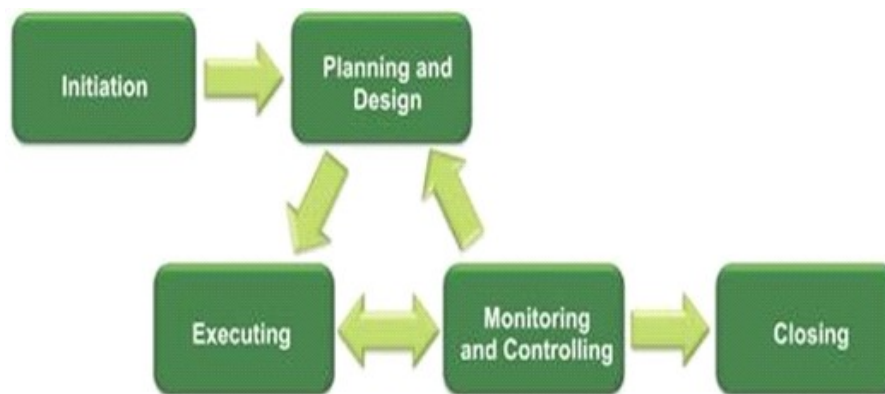 Initiation
Planning and
Design
Executing
Monitoring
and Controlling
Closing